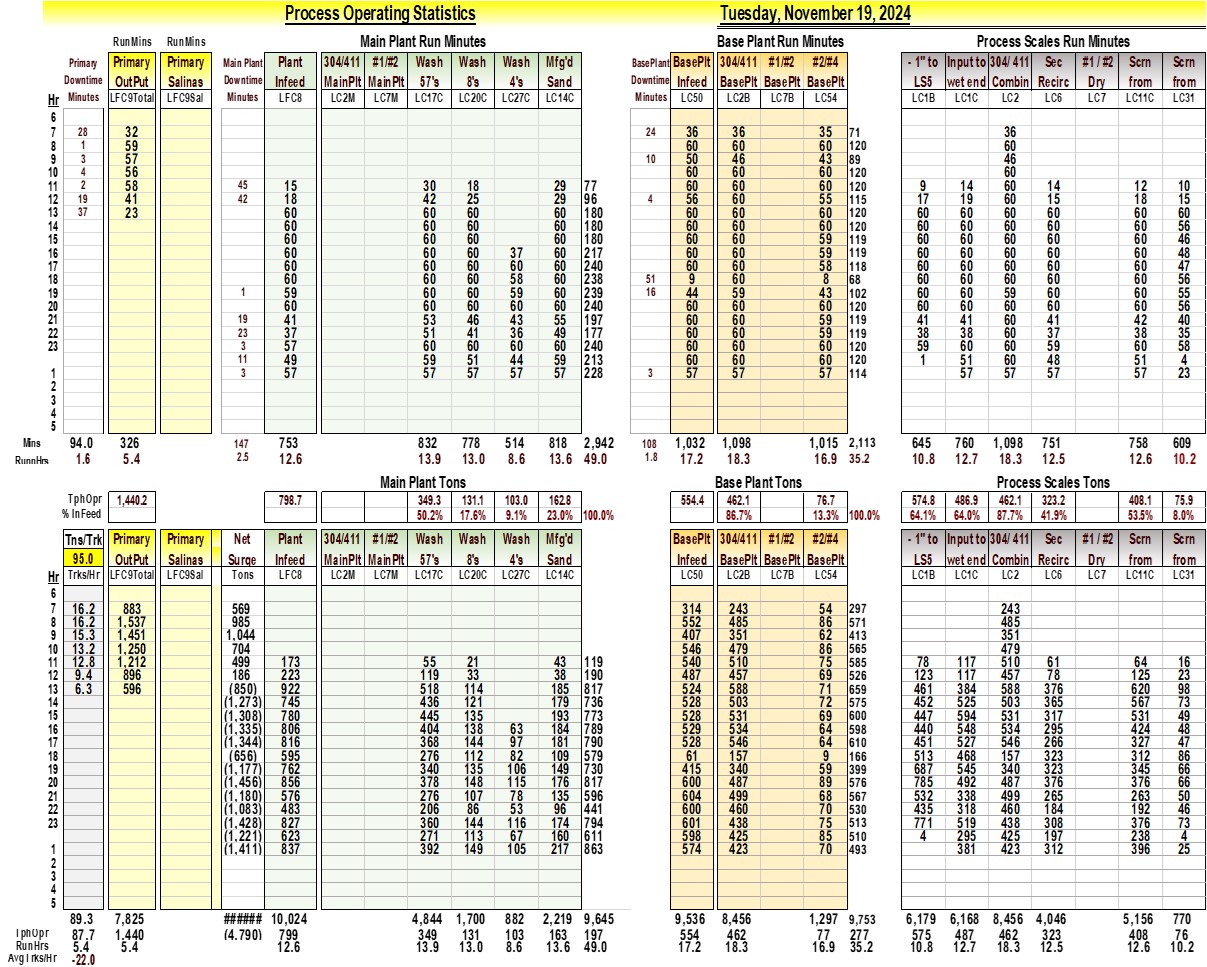 Process Operating Statistics Tuesday, November 19, 2024
RunMins RunMins Main Plant Run Minutes Base Plant Run Minutes Process Scales Run Minutes
Primary Primary Primary Main Plant Plant 304/411 #1/#2 Wash Wash Wash Mfg'd BasePlant BasePlt 304/411 #1/#2 #2/#4 - 1" to Input to 304/ 411 Sec #1 / #2 Scrn Scrn
Downtime OutPut Salinas Downtime Infeed MainPlt MainPlt 57's 8's 4's Sand Downtime Infeed BasePlt BasePlt BasePlt LS5 wet end Combin Recirc Dry from from
Hr Minutes LFC9Total LFC9Sal Minutes LFC8 LC2M LC7M LC17C LC20C LC27C LC14C Minutes LC50 LC2B LC7B LC54 LC1B LC1C LC2 LC6 LC7 LC11C LC31
6
7 28 32 24 36 36 35 71 36
8 1 59 60 60 60 120 60
9 3 57 10 50 46 43 89 46
10 4 56 60 60 60 120 60
11 2 58 45 15 30 18 29 77 60 60 60 120 9 14 60 14 12 10
12 19 41 42 18 42 25 29 96 4 56 60 55 115 17 19 60 15 18 15
13 37 23 60 60 60 60 180 60 60 60 120 60 60 60 60 60 60
14 60 60 60 60 180 60 60 60 120 60 60 60 60 60 56
15 60 60 60 60 180 60 60 59 119 60 60 60 60 60 46
16 60 60 60 37 60 217 60 60 59 119 60 60 60 60 60 48
17 60 60 60 60 60 240 60 60 58 118 60 60 60 60 60 47
18 60 60 60 58 60 238 51 9 60 8 68 60 60 60 60 60 56
19 1 59 60 60 59 60 239 16 44 59 43 102 60 60 59 60 60 55
20 60 60 60 60 60 240 60 60 60 120 60 60 60 60 60 56
21 19 41 53 46 43 55 197 60 60 59 119 41 41 60 41 42 40
22 23 37 51 41 36 49 177 60 60 59 119 38 38 60 37 38 35
23 3 57 60 60 60 60 240 60 60 60 120 59 60 60 59 60 58
11 49 59 51 44 59 213 60 60 60 120 1 51 60 48 51 4
1 3 57 57 57 57 57 228 3 57 57 57 114 57 57 57 57 23
2
3
4
5
Mins 94.0 326 147 753 832 778 514 818 2,942 108 1,032 1,098 1,015 2,113 645 760 1,098 751 758 609
RunnHrs 1.6 5.4 2.5 12.6 13.9 13.0 8.6 13.6 49.0 1.8 17.2 18.3 16.9 35.2 10.8 12.7 18.3 12.5 12.6 10.2
Main Plant Tons Base Plant Tons Process Scales Tons
TphOpr 1,440.2 798.7 349.3 131.1 103.0 162.8 554.4 462.1 76.7 574.8 486.9 462.1 323.2 408.1 75.9
% InFeed 50.2% 17.6% 9.1% 23.0% 100.0% 86.7% 13.3% 100.0% 64.1% 64.0% 87.7% 41.9% 53.5% 8.0%
Tns/Trk Primary Primary Net Plant 304/411 #1/#2 Wash Wash Wash Mfg'd BasePlt 304/411 #1/#2 #2/#4 - 1" to Input to 304/ 411 Sec #1 / #2 Scrn Scrn
95.0 OutPut Salinas Surge Infeed MainPlt MainPlt 57's 8's 4's Sand Infeed BasePlt BasePlt BasePlt LS5 wet end Combin Recirc Dry from from
Hr Trks/Hr LFC9Total LFC9Sal Tons LFC8 LC2M LC7M LC17C LC20C LC27C LC14C LC50 LC2B LC7B LC54 LC1B LC1C LC2 LC6 LC7 LC11C LC31
6
7 16.2 883 569 314 243 54 297 243
8 16.2 1,537 985 552 485 86 571 485
9 15.3 1,451 1,044 407 351 62 413 351
10 13.2 1,250 704 546 479 86 565 479
11 12.8 1,212 499 173 55 21 43 119 540 510 75 585 78 117 510 61 64 16
12 9.4 896 186 223 119 33 38 190 487 457 69 526 123 117 457 78 125 23
13 6.3 596 (850) 922 518 114 185 817 524 588 71 659 461 384 588 376 620 98
14 (1,273) 745 436 121 179 736 528 503 72 575 452 525 503 365 567 73
15 (1,308) 780 445 135 193 773 528 531 69 600 447 594 531 317 531 49
16 (1,335) 806 404 138 63 184 789 529 534 64 598 440 548 534 295 424 48
17 (1,344) 816 368 144 97 181 790 528 546 64 610 451 527 546 266 327 47
18 (656) 595 276 112 82 109 579 61 157 9 166 513 468 157 323 312 86
19 (1,177) 762 340 135 106 149 730 415 340 59 399 687 545 340 323 345 66
20 (1,456) 856 378 148 115 176 817 600 487 89 576 785 492 487 376 376 66
21 (1,180) 576 276 107 78 135 596 604 499 68 567 532 338 499 265 263 50
22 (1,083) 483 206 86 53 96 441 600 460 70 530 435 318 460 184 192 46
23 (1,428) 827 360 144 116 174 794 601 438 75 513 771 519 438 308 376 73
(1,221) 623 271 113 67 160 611 598 425 85 510 4 295 425 197 238 4
1 (1,411) 837 392 149 105 217 863 574 423 70 493 381 423 312 396 25
2
3
4
5
89.3 7,825 ###### 10,024 4,844 1,700 882 2,219 9,645 9,536 8,456 1,297 9,753 6,179 6,168 8,456 4,046 5,156 770
TphOpr 87.7 1,440 (4.790) 799 349 131 103 163 197 554 462 77 277 575 487 462 323 408 76
RunHrs 5.4 5.4 12.6 13.9 13.0 8.6 13.6 49.0 17.2 18.3 16.9 35.2 10.8 12.7 18.3 12.5 12.6 10.2
Avg Trks/Hr -22.0